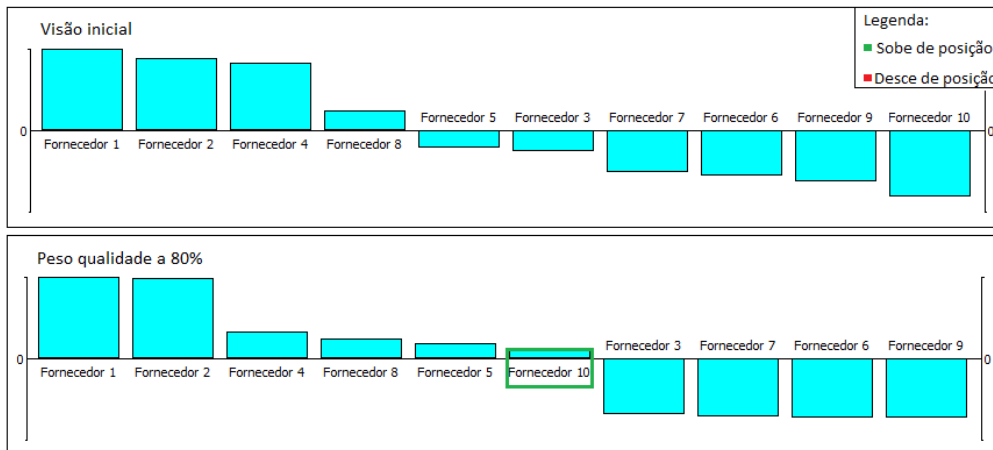 Visão inicial
Legenda:
Sobe de posição
Desce de posição
Fornecedor 5 Fornecedor 3 Fornecedor 7 Fornecedor 6 Fornecedor 9 Fornecedor 10
0 0
Fornecedor 1 Fornecedor 2 Fornecedor 4 Fornecedor 8
Peso qualidade a 80%
Fornecedor 3 Fornecedor 7 Fornecedor 6 Fornecedor 9
0 0
Fornecedor 1 Fornecedor 2 Fornecedor 4 Fornecedor 8 Fornecedor 5 Fornecedor 10